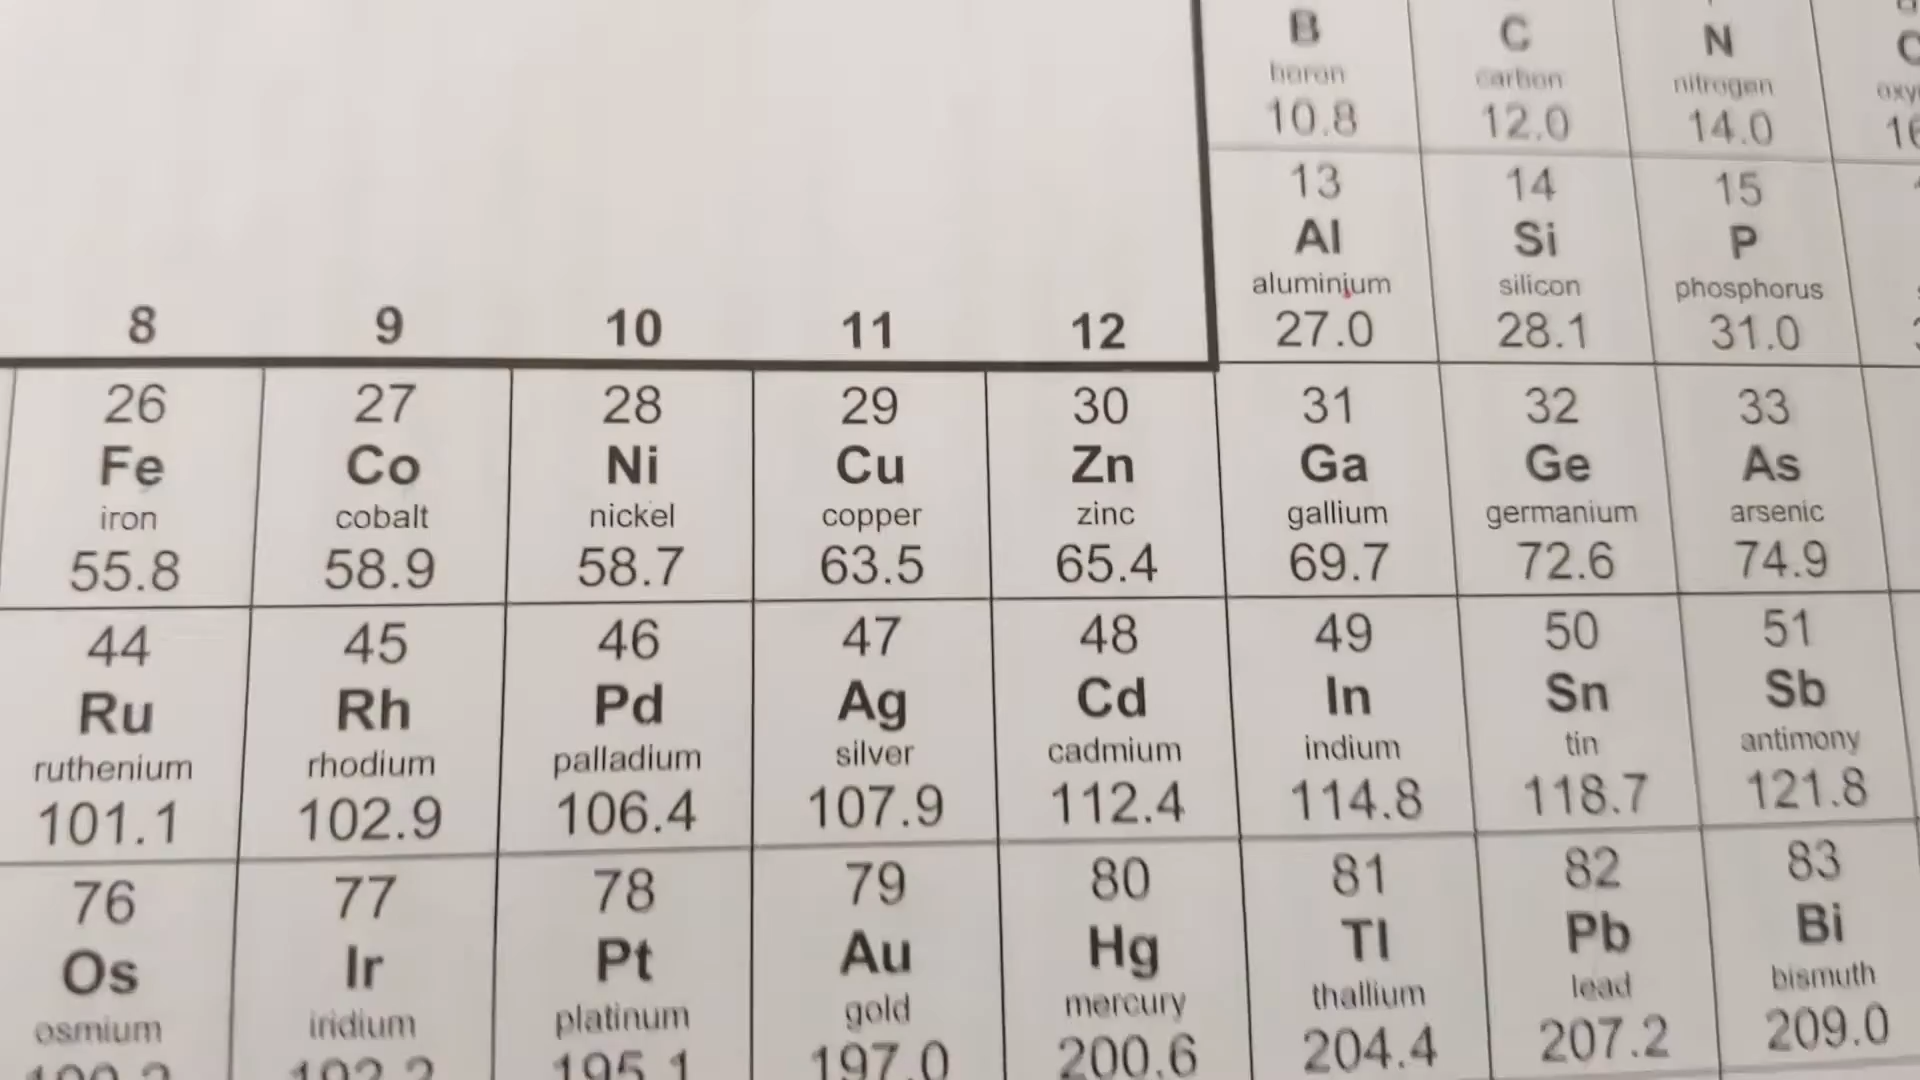 B C N
boron carbon nitrogen
10.8 12.0 14.0
13 14 15
Al Si P
aluminium silicon phosphorus
27.0 28.1 31.0
8 9 10 11 12
26 27 28 29 30 31 32 33
Fe Co Ni Cu Zn Ga Ge As
iron cobalt nickel copper zinc gallium germanium arsenic
55.8 58.9 58.7 63.5 65.4 69.7 72.6 74.9
44 45 46 47 48 49 50 51
Ru Rh Pd Ag Cd In Sn Sb
ruthenium rhodium palladium silver cadmium indium tin antimony
101.1 102.9 106.4 107.9 112.4 114.8 118.7 121.8
76 77 78 79 80 81 82 83
Os Ir Pt Au Hg Tl Pb Bi
osmium iridium platinum gold mercury thallium lead bismuth
195.1 197.0 200.6 204.4 207.2 209.0